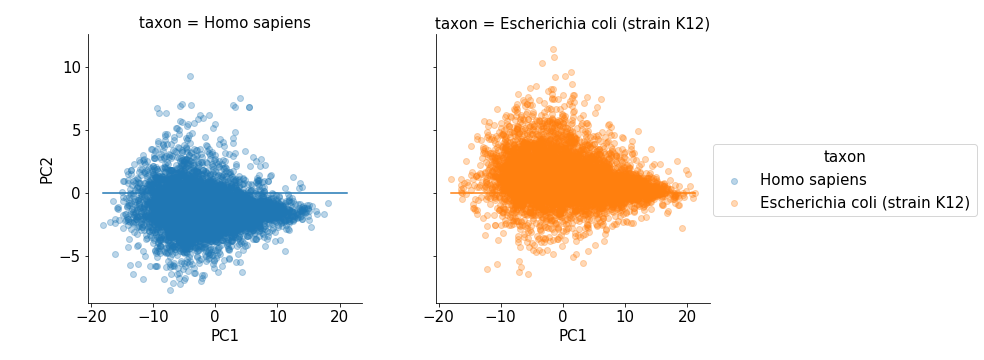 taxon = Homo sapiens
taxon = Escherichia coli (strain K12)
10
5
0
−5
PC2
−20
−10
0
10
20
PC1
−20
−10
0
10
20
PC1
taxon
Homo sapiens
Escherichia coli (strain K12)